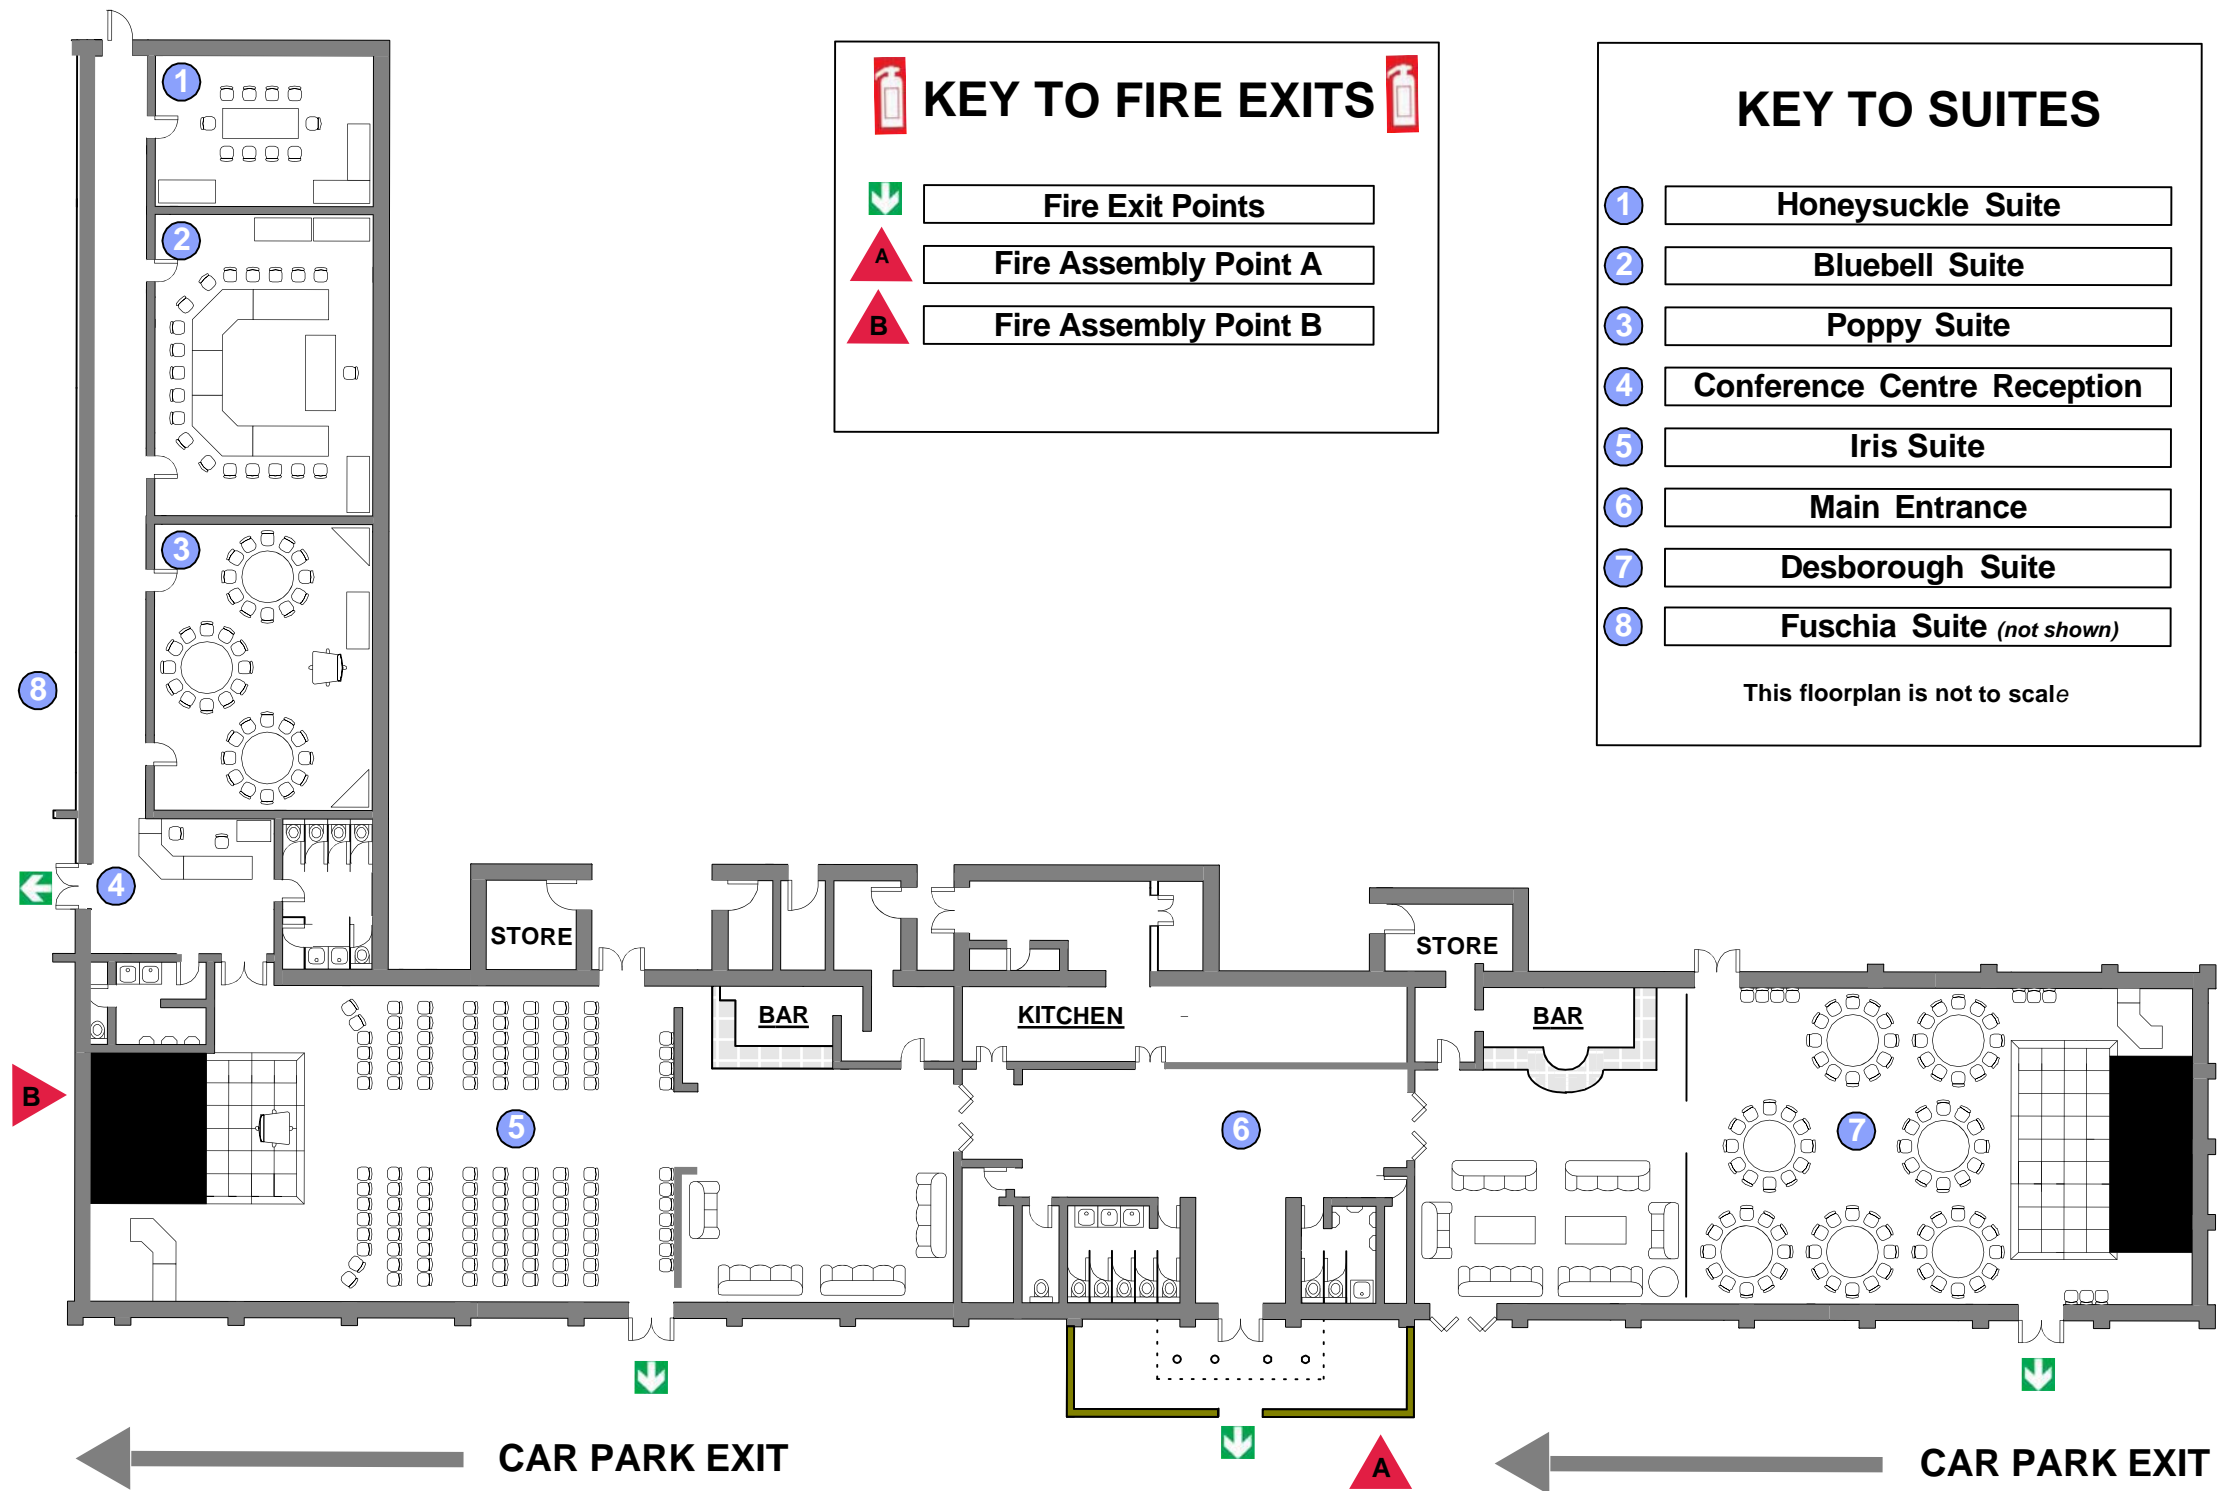 KEY TO FIRE EXITS
Fire Exit Points
A
Fire Assembly Point A
B
Fire Assembly Point B
KEY TO SUITES
1
Honeysuckle Suite
2
Bluebell Suite
3
Poppy Suite
4
Conference Centre Reception
5
Iris Suite
6
Main Entrance
7
Desborough Suite
8
Fuschia Suite (not shown)
This floorplan is not to scale
1
2
3
8
4
STORE
STORE
BAR
KITCHEN
BAR
B
5
6
7
CAR PARK EXIT
A
CAR PARK EXIT